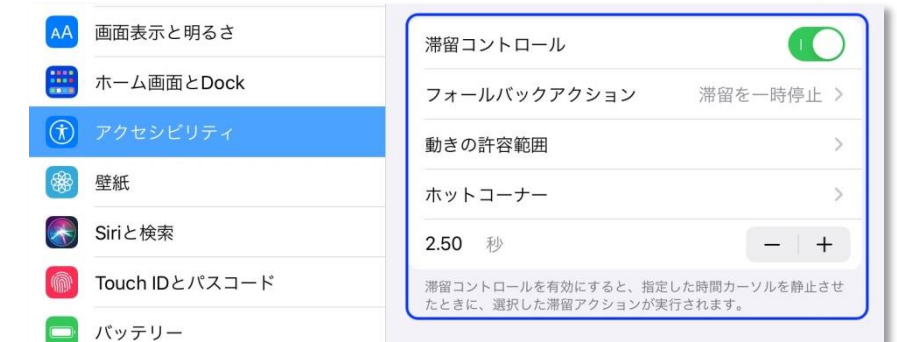 AA 画面表示と明るさ
ホーム画面とDock
アクセシビリティ
壁紙
Siriと検索
Touch IDとパスコード
バッテリー
滞留コントロール
フォールバックアクション 滞留を一時停止 >
動きの許容範囲 >
ホットコーナー >
2.50 秒 − +
滞留コントロールを有効にすると、指定した時間カーソルを静止させ
たときに、選択した滞留アクションが実行されます。